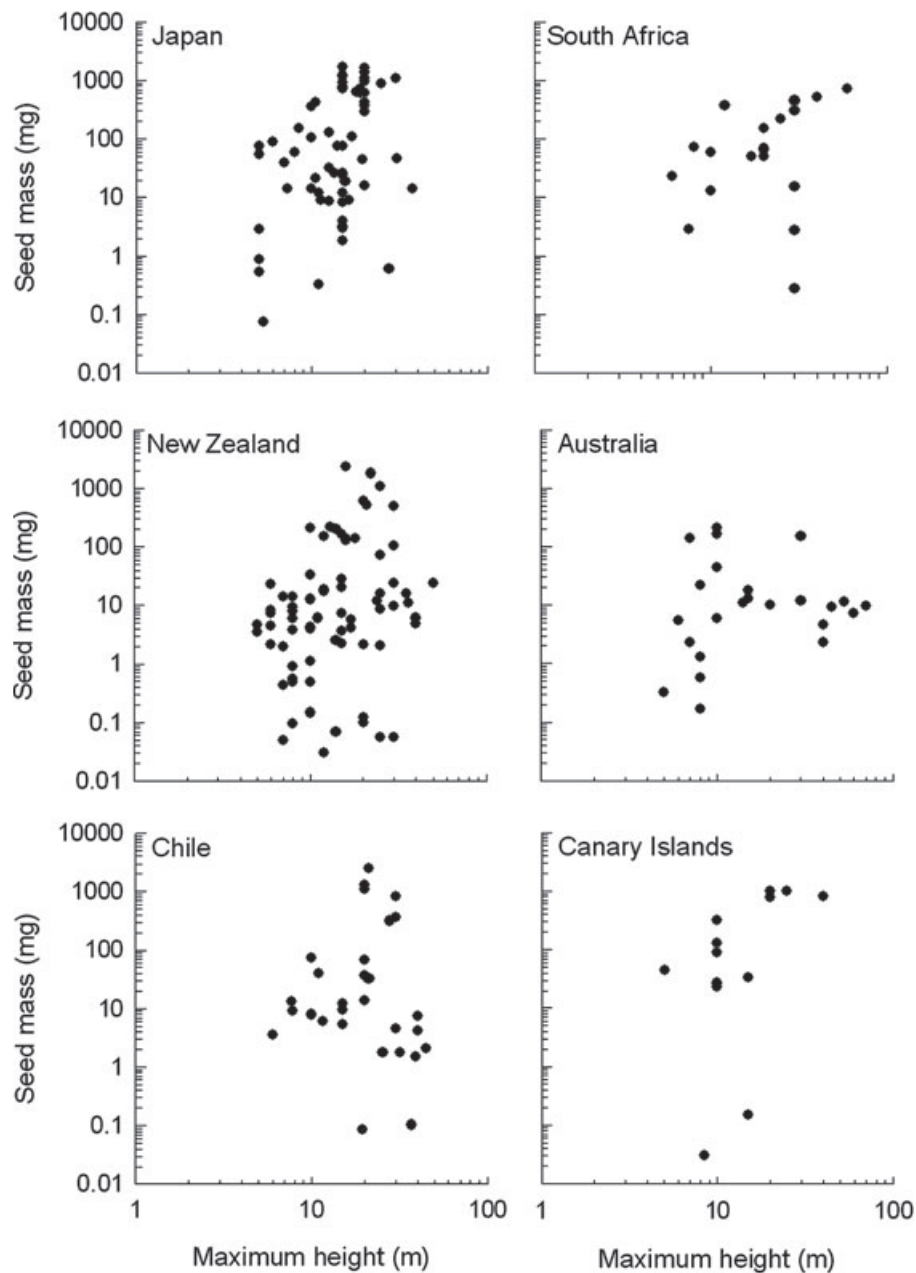 Japan
South Africa
10000
1000
100
10
1
0.1
0.01
Seed mass (mg)
New Zealand
Australia
10000
1000
100
10
1
0.1
0.01
Seed mass (mg)
Chile
Canary Islands
10000
1000
100
10
1
0.1
0.01
Seed mass (mg)
1 10 100
1 10 100
Maximum height (m)
Maximum height (m)